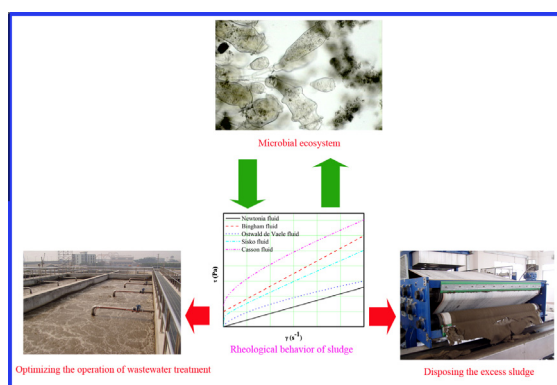 Microbial ecosystem
Newtonia fluid
Bingham fluid
Ostwald de Vaele fluid
Sisko fluid
Casson fluid
τ (Pa)
γ (s⁻¹)
Rheological behavior of sludge
Optimizing the operation of wastewater treatment
Disposing the excess sludge